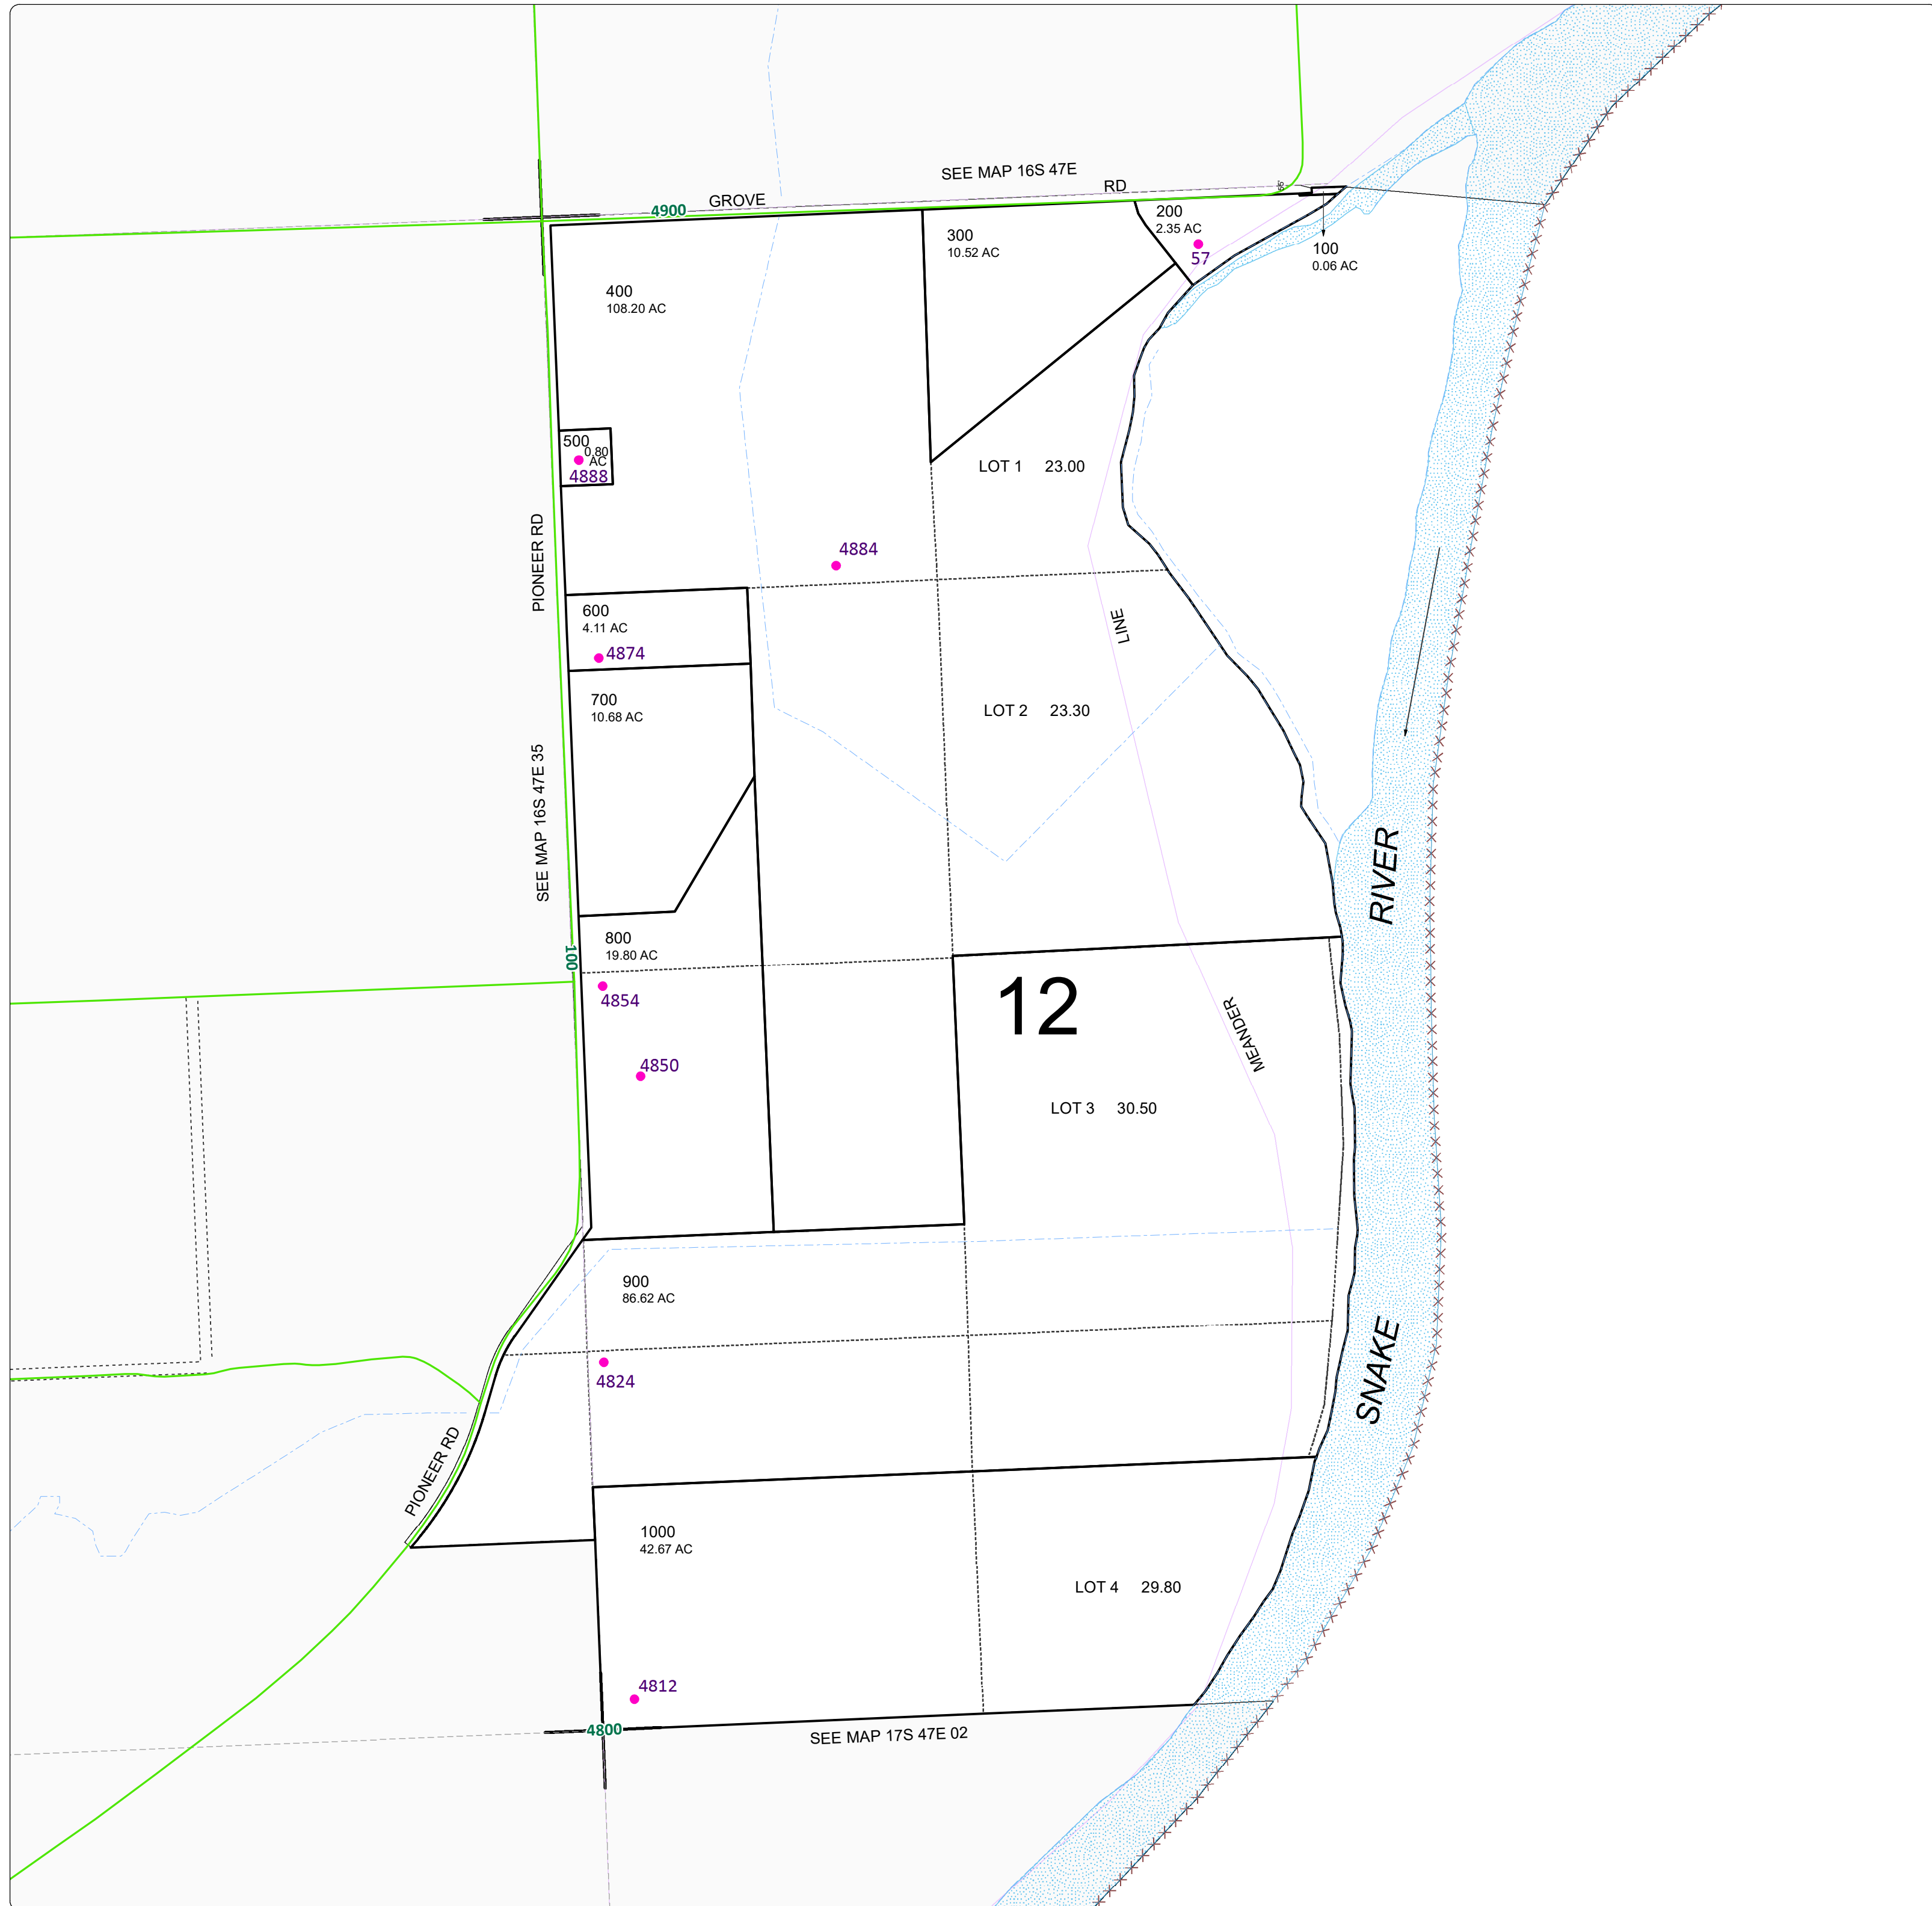 SEE MAP 16S 47E
GROVE
RD
4900
200
2.35 AC
57
300
10.52 AC
100
0.06 AC
400
108.20 AC
500
0.80
AC
4888
LOT 1 23.00
PIONEER RD
4884
600
4.11 AC
4874
LINE
700
10.68 AC
LOT 2 23.30
SEE MAP 16S 47E 35
RIVER
800
19.80 AC
100
4854
12
MEANDER
4850
LOT 3 30.50
900
86.62 AC
SNAKE
4824
PIONEER RD
1000
42.67 AC
LOT 4 29.80
4812
4800
SEE MAP 17S 47E 02